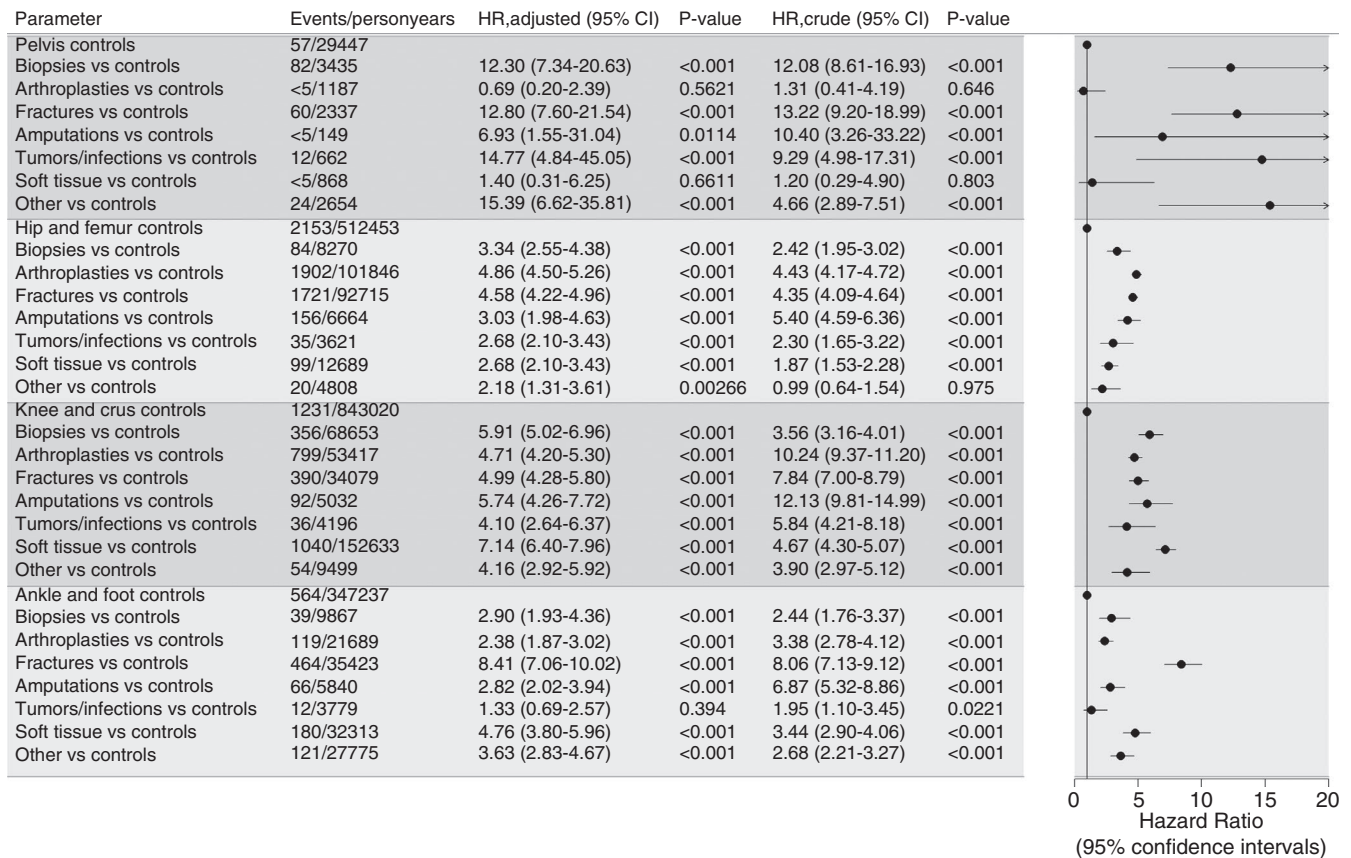 Parameter Events/personyears HR,adjusted (95% CI) P-value HR,crude (95% CI) P-value
Pelvis controls 57/29447
Biopsies vs controls 82/3435 12.30 (7.34-20.63) <0.001 12.08 (8.61-16.93) <0.001
Arthroplasties vs controls <5/1187 0.69 (0.20-2.39) 0.5621 1.31 (0.41-4.19) 0.646
Fractures vs controls 60/2337 12.80 (7.60-21.54) <0.001 13.22 (9.20-18.99) <0.001
Amputations vs controls <5/149 6.93 (1.55-31.04) 0.0114 10.40 (3.26-33.22) <0.001
Tumors/infections vs controls 12/662 14.77 (4.84-45.05) <0.001 9.29 (4.98-17.31) <0.001
Soft tissue vs controls <5/868 1.40 (0.31-6.25) 0.6611 1.20 (0.29-4.90) 0.803
Other vs controls 24/2654 15.39 (6.62-35.81) <0.001 4.66 (2.89-7.51) <0.001
Hip and femur controls 2153/512453
Biopsies vs controls 84/8270 3.34 (2.55-4.38) <0.001 2.42 (1.95-3.02) <0.001
Arthroplasties vs controls 1902/101846 4.86 (4.50-5.26) <0.001 4.43 (4.17-4.72) <0.001
Fractures vs controls 1721/92715 4.58 (4.22-4.96) <0.001 4.35 (4.09-4.64) <0.001
Amputations vs controls 156/6664 3.03 (1.98-4.63) <0.001 5.40 (4.59-6.36) <0.001
Tumors/infections vs controls 35/3621 2.68 (2.10-3.43) <0.001 2.30 (1.65-3.22) <0.001
Soft tissue vs controls 99/12689 2.68 (2.10-3.43) <0.001 1.87 (1.53-2.28) <0.001
Other vs controls 20/4808 2.18 (1.31-3.61) 0.00266 0.99 (0.64-1.54) 0.975
Knee and crus controls 1231/843020
Biopsies vs controls 356/68653 5.91 (5.02-6.96) <0.001 3.56 (3.16-4.01) <0.001
Arthroplasties vs controls 799/53417 4.71 (4.20-5.30) <0.001 10.24 (9.37-11.20) <0.001
Fractures vs controls 390/34079 4.99 (4.28-5.80) <0.001 7.84 (7.00-8.79) <0.001
Amputations vs controls 92/5032 5.74 (4.26-7.72) <0.001 12.13 (9.81-14.99) <0.001
Tumors/infections vs controls 36/4196 4.10 (2.64-6.37) <0.001 5.84 (4.21-8.18) <0.001
Soft tissue vs controls 1040/152633 7.14 (6.40-7.96) <0.001 4.67 (4.30-5.07) <0.001
Other vs controls 54/9499 4.16 (2.92-5.92) <0.001 3.90 (2.97-5.12) <0.001
Ankle and foot controls 564/347237
Biopsies vs controls 39/9867 2.90 (1.93-4.36) <0.001 2.44 (1.76-3.37) <0.001
Arthroplasties vs controls 119/21689 2.38 (1.87-3.02) <0.001 3.38 (2.78-4.12) <0.001
Fractures vs controls 464/35423 8.41 (7.06-10.02) <0.001 8.06 (7.13-9.12) <0.001
Amputations vs controls 66/5840 2.82 (2.02-3.94) <0.001 6.87 (5.32-8.86) <0.001
Tumors/infections vs controls 12/3779 1.33 (0.69-2.57) 0.394 1.95 (1.10-3.45) 0.0221
Soft tissue vs controls 180/32313 4.76 (3.80-5.96) <0.001 3.44 (2.90-4.06) <0.001
Other vs controls 121/27775 3.63 (2.83-4.67) <0.001 2.68 (2.21-3.27) <0.001
0 5 10 15 20
Hazard Ratio
(95% confidence intervals)